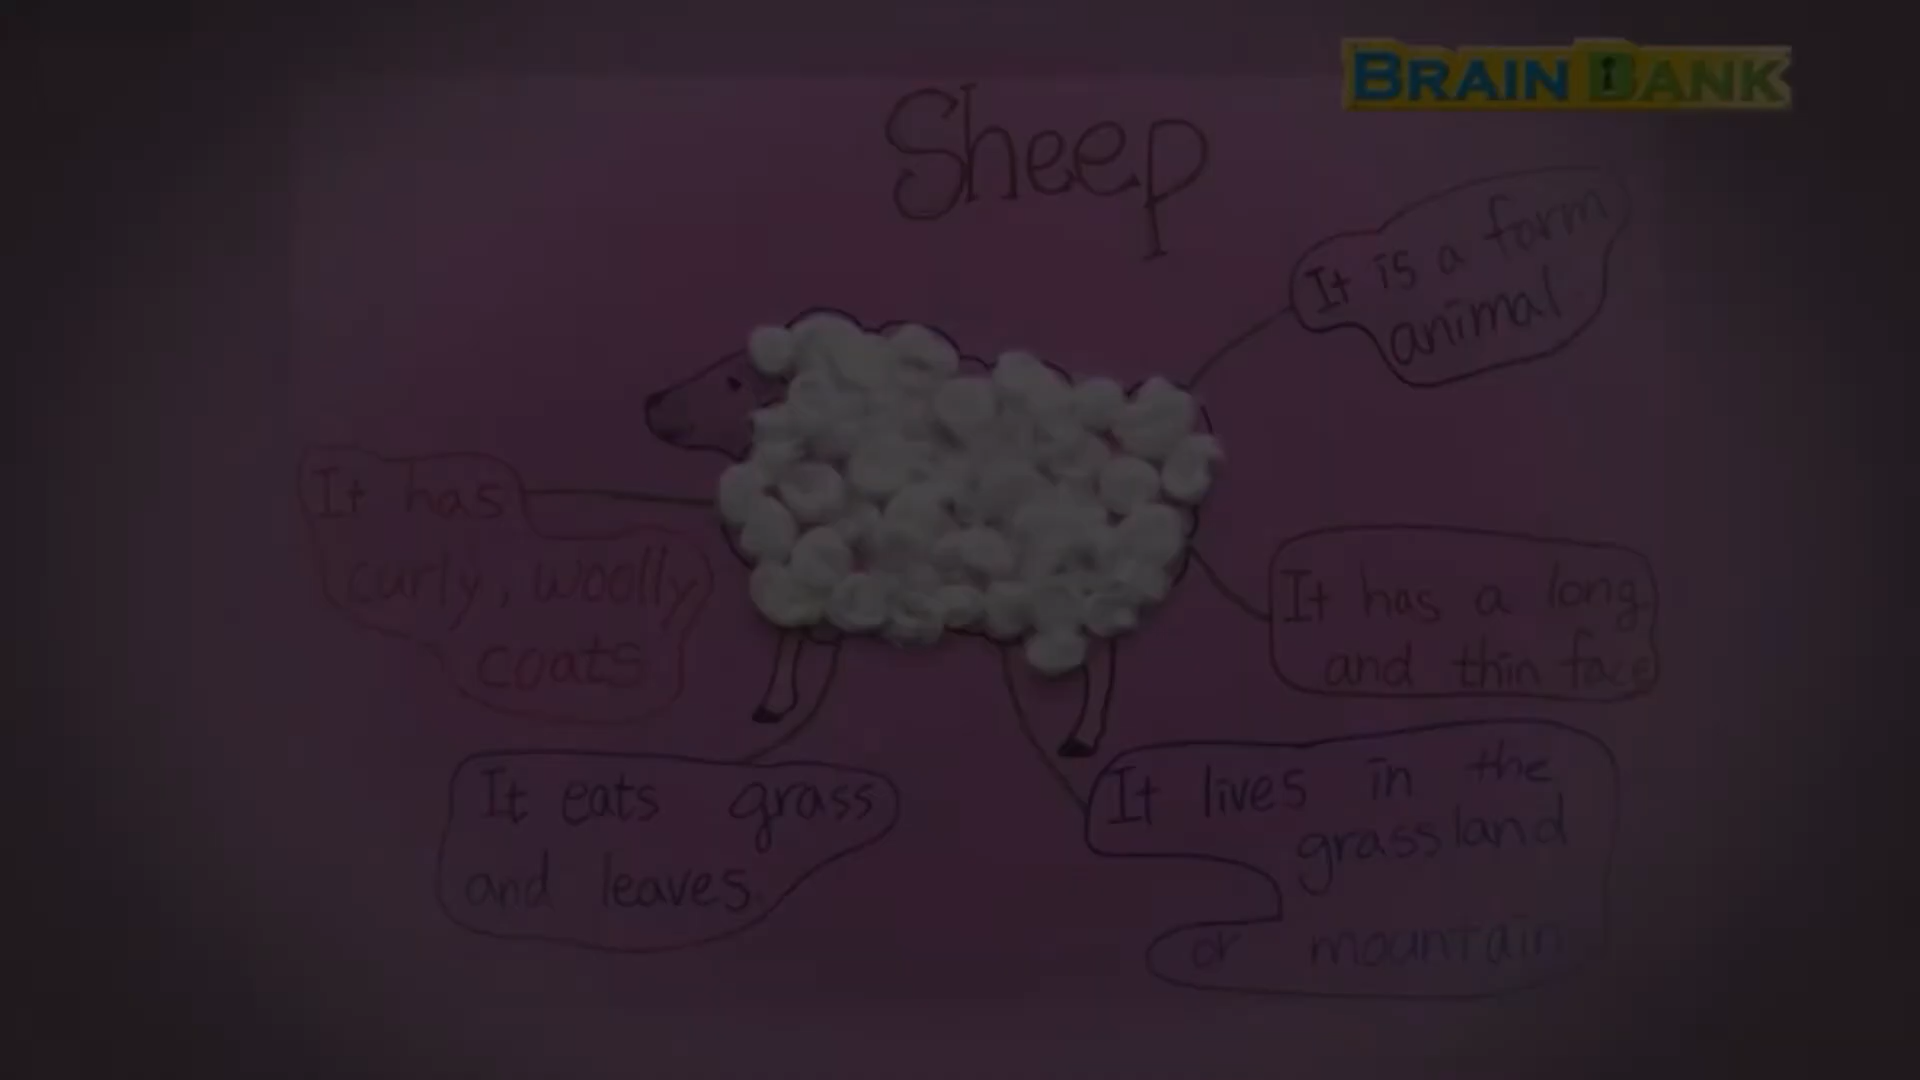 BRAIN BANK
Sheep
It is a farm
animal
It has
curly, woolly
coats
It has a long
and thin face
It eats grass
and leaves
It lives in the
grassland
or mountain